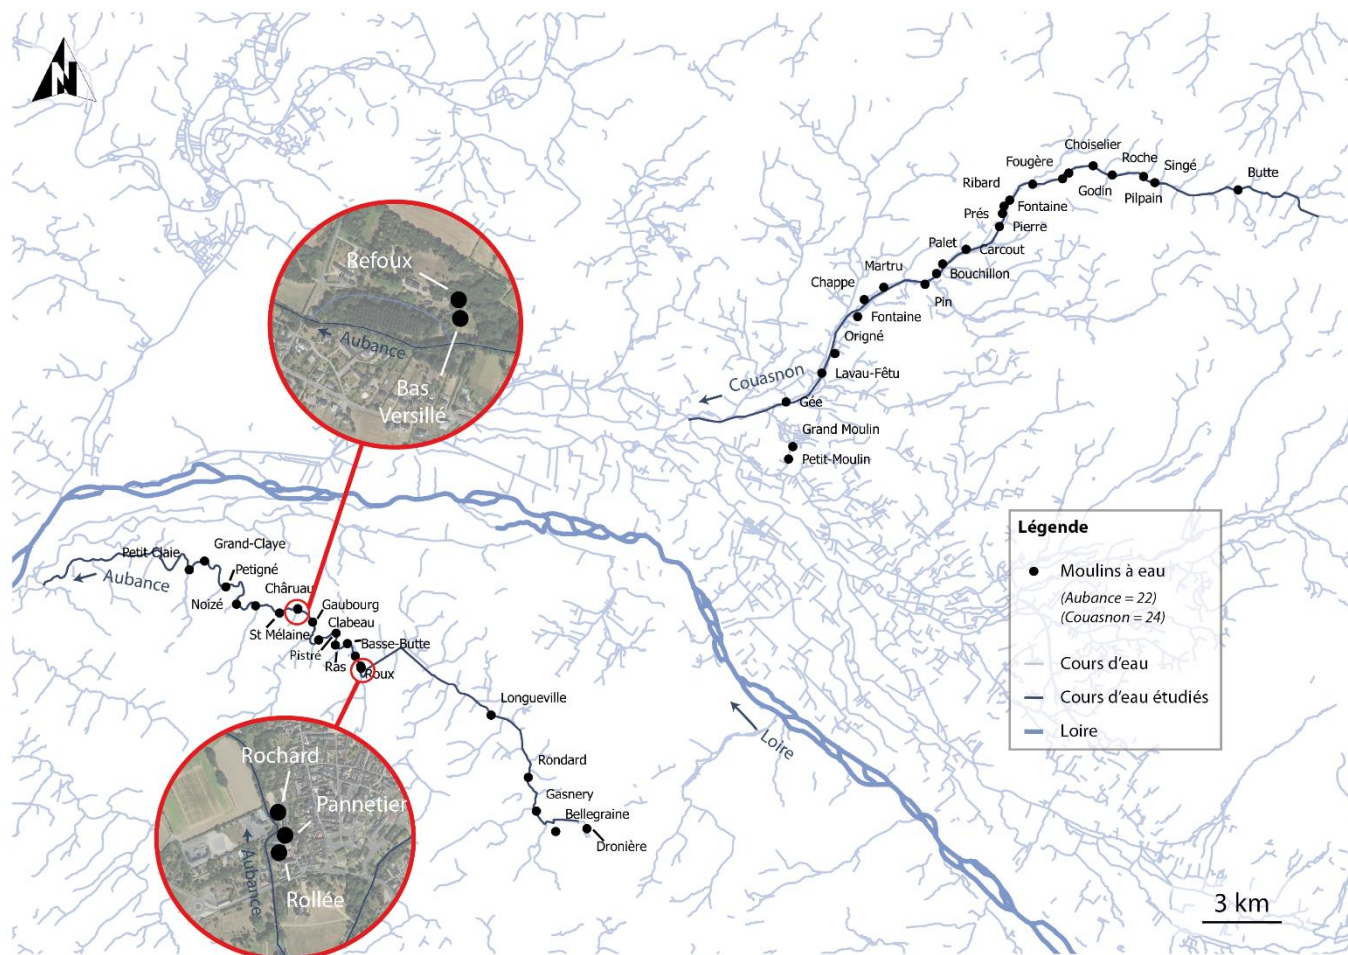 N
Choiselier
Fougère
Roche
Singé
Butte
Ribard
Godin
Pilpain
Fontaine
Prés
Pierre
Palet
Carcout
Martru
Bouchillon
Chappe
Pin
Fontaine
Origné
Lavau-Fêtu
Couasnon
Gée
Grand Moulin
Petit-Moulin
Refoux
Aubance
Bas
Versillé
Grand-Claye
Petit Claie
Petigné
Aubance
Châruau
Noizé
Gaubourg
Clabeau
St Mélaine
Pistré
Basse-Butte
Ras
Roux
Longueville
Rondard
Gasnery
Bellegraine
Dronière
Loire
Rochard
Pannetier
Aubance
Rollée
Légende
Moulins à eau
(Aubance = 22)
(Couasnon = 24)
Cours d'eau
Cours d'eau étudiés
Loire
3 km